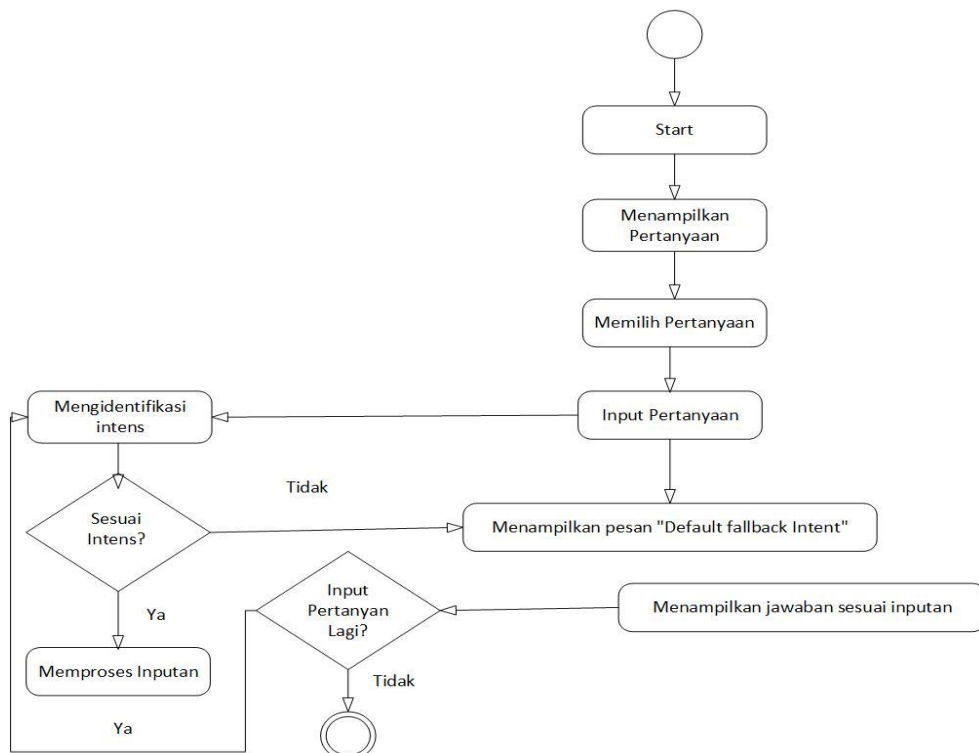 Start
Menampilkan
Pertanyaan
Memilih Pertanyaan
Mengidentifikasi
intens
Input Pertanyaan
Tidak
Sesuai
Intens?
Menampilkan pesan "Default fallback Intent"
Ya
Input
Pertanyan
Lagi?
Menampilkan jawaban sesuai inputan
Memproses Inputan
Tidak
Ya